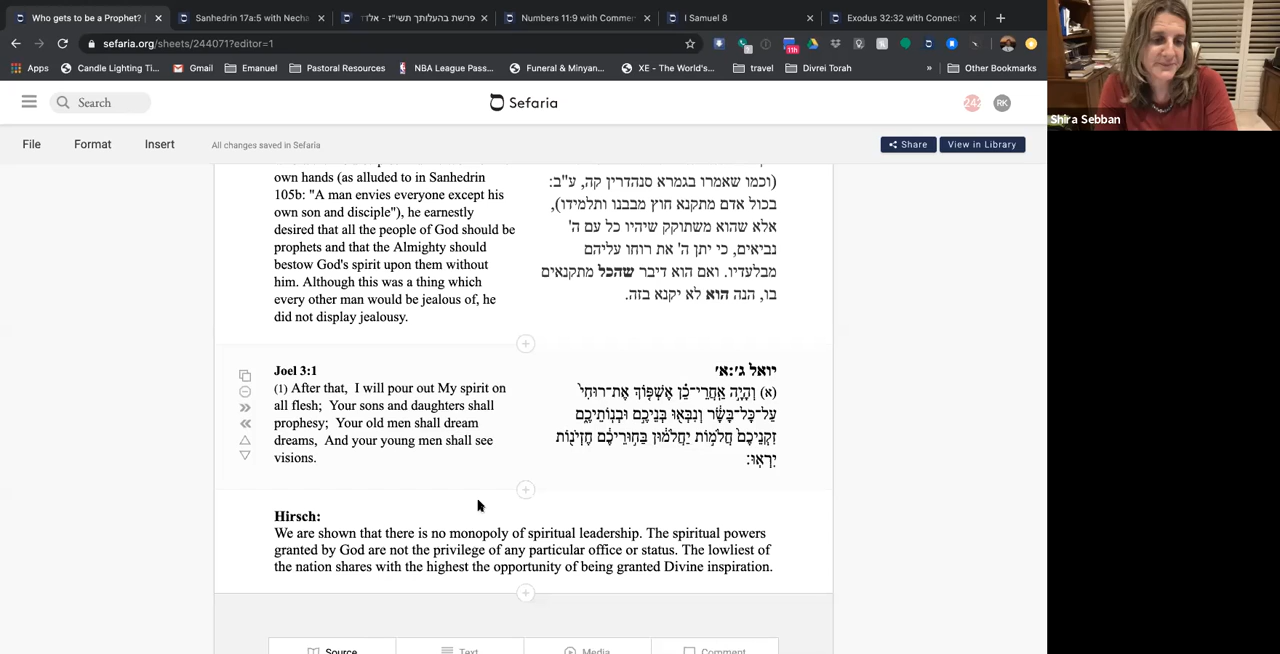 Who gets to be a Prophet? |
Sanhedrin 17a:5 with Necha
פרשת בהעלותך תשי"ז - אלדד
Numbers 11:9 with Commen
I Samuel 8
Exodus 32:32 with Connect
sefaria.org/sheets/244071?editor=1
11h
Apps
Candle Lighting Ti...
Gmail
Emanuel
Pastoral Resources
NBA League Pass...
Funeral & Minyan...
XE - The World's...
travel
Divrei Torah
»
Other Bookmarks
Search
Sefaria
242
RK
File
Format
Insert
All changes saved in Sefaria
Share
View in Library
own hands (as alluded to in Sanhedrin
105b: "A man envies everyone except his
own son and disciple"), he earnestly
desired that all the people of God should be
prophets and that the Almighty should
bestow God's spirit upon them without
him. Although this was a thing which
every other man would be jealous of, he
did not display jealousy.
(וכמו שאמרו בגמרא סנהדרין קה, ע"ב:
בכול אדם מתקנא חוץ מבבנו ותלמידו),
אלא שהוא משתוקק שיהיו כל עם ה'
נביאים, כי יתן ה' את רוחו עליהם
מבלעדיו. ואם הוא דיבר שהכל מתקנאים
בו, הנה הוא לא יקנא בזה.
Joel 3:1
(1) After that, I will pour out My spirit on
all flesh; Your sons and daughters shall
prophesy; Your old men shall dream
dreams, And your young men shall see
visions.
יואל ג׳:א׳
(א) וְהָיָ֣ה אַֽחֲרֵי־כֵ֗ן אֶשְׁפּ֤וֹךְ אֶת־רוּחִי֙
עַל־כׇּל־בָּשָׂ֔ר וְנִבְּא֖וּ בְּנֵיכֶ֣ם וּבְנֽוֹתֵיכֶ֑ם
זִקְנֵיכֶם֙ חֲלֹמ֣וֹת יַחֲלֹמ֔וּן בַּח֣וּרֵיכֶ֔ם חֶזְיֹנ֖וֹת
יִרְאֽוּ׃
Hirsch:
We are shown that there is no monopoly of spiritual leadership. The spiritual powers
granted by God are not the privilege of any particular office or status. The lowliest of
the nation shares with the highest the opportunity of being granted Divine inspiration.
Source
Text
Media
Comment
Shira Sebban